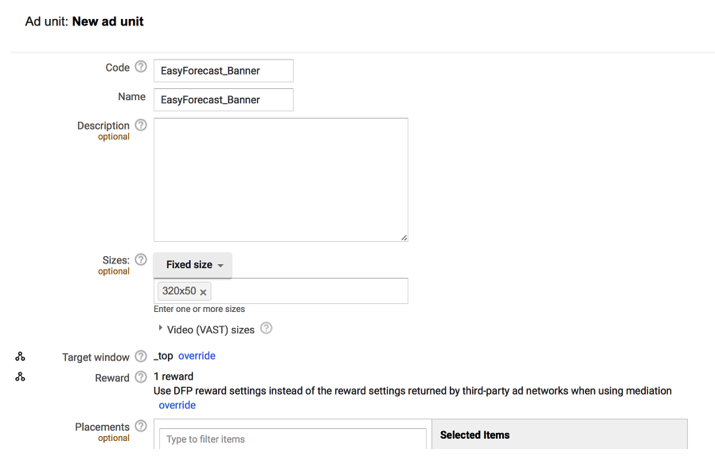 Ad unit: New ad unit
Code ? EasyForecast_Banner
Name EasyForecast_Banner
Description ?
optional
Sizes: ? Fixed size
optional
320x50 x
Enter one or more sizes
Video (VAST) sizes ?
Target window ? _top override
Reward ? 1 reward
Use DFP reward settings instead of the reward settings returned by third-party ad networks when using mediation
override
Placements ?
optional
Type to filter items
Selected Items